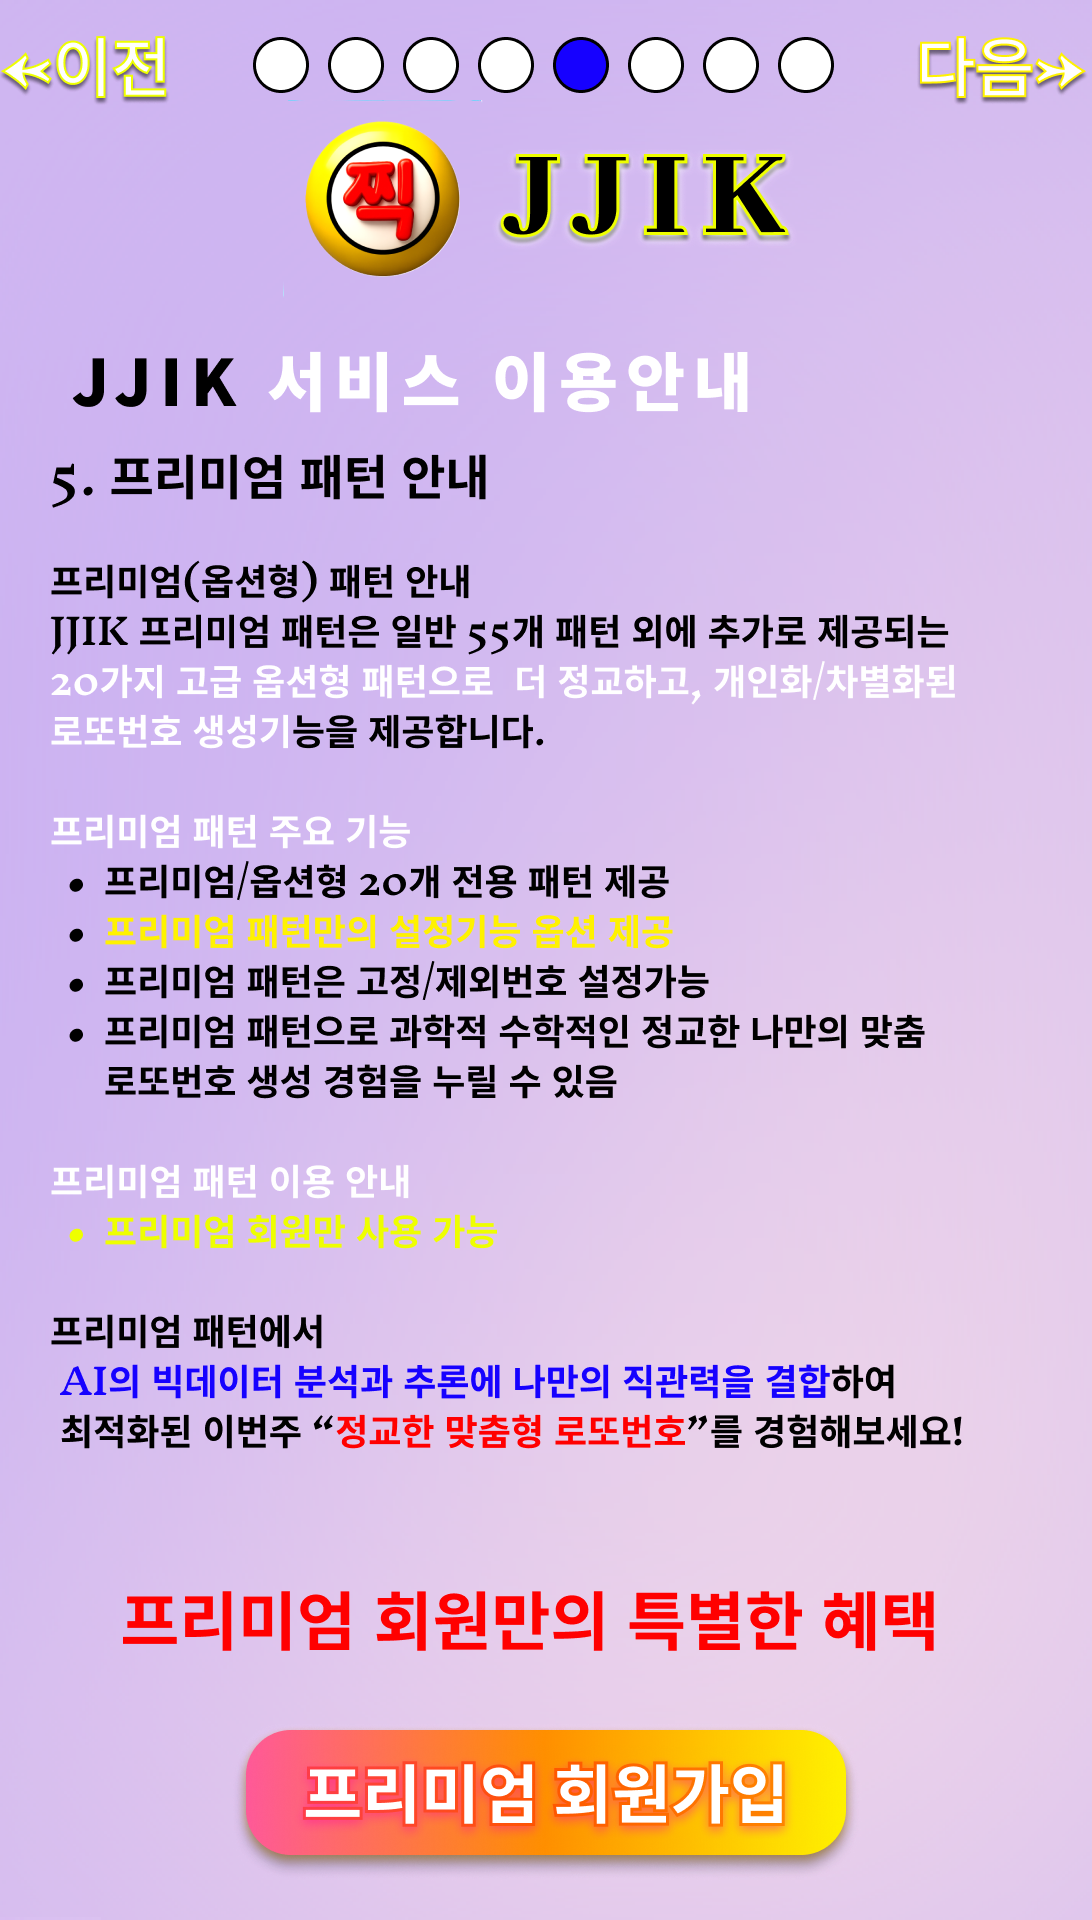 이전
다음
찍 JJIK
JJIK 서비스 이용안내
5. 프리미엄 패턴 안내
프리미엄(옵션형) 패턴 안내
JJIK 프리미엄 패턴은 일반 55개 패턴 외에 추가로 제공되는
20가지 고급 옵션형 패턴으로 더 정교하고, 개인화/차별화된
로또번호 생성기능을 제공합니다.
프리미엄 패턴 주요 기능
• 프리미엄/옵션형 20개 전용 패턴 제공
• 프리미엄 패턴만의 설정기능 옵션 제공
• 프리미엄 패턴은 고정/제외번호 설정가능
• 프리미엄 패턴으로 과학적 수학적인 정교한 나만의 맞춤
로또번호 생성 경험을 누릴 수 있음
프리미엄 패턴 이용 안내
• 프리미엄 회원만 사용 가능
프리미엄 패턴에서
AI의 빅데이터 분석과 추론에 나만의 직관력을 결합하여
최적화된 이번주 “정교한 맞춤형 로또번호”를 경험해보세요!
프리미엄 회원만의 특별한 혜택
프리미엄 회원가입